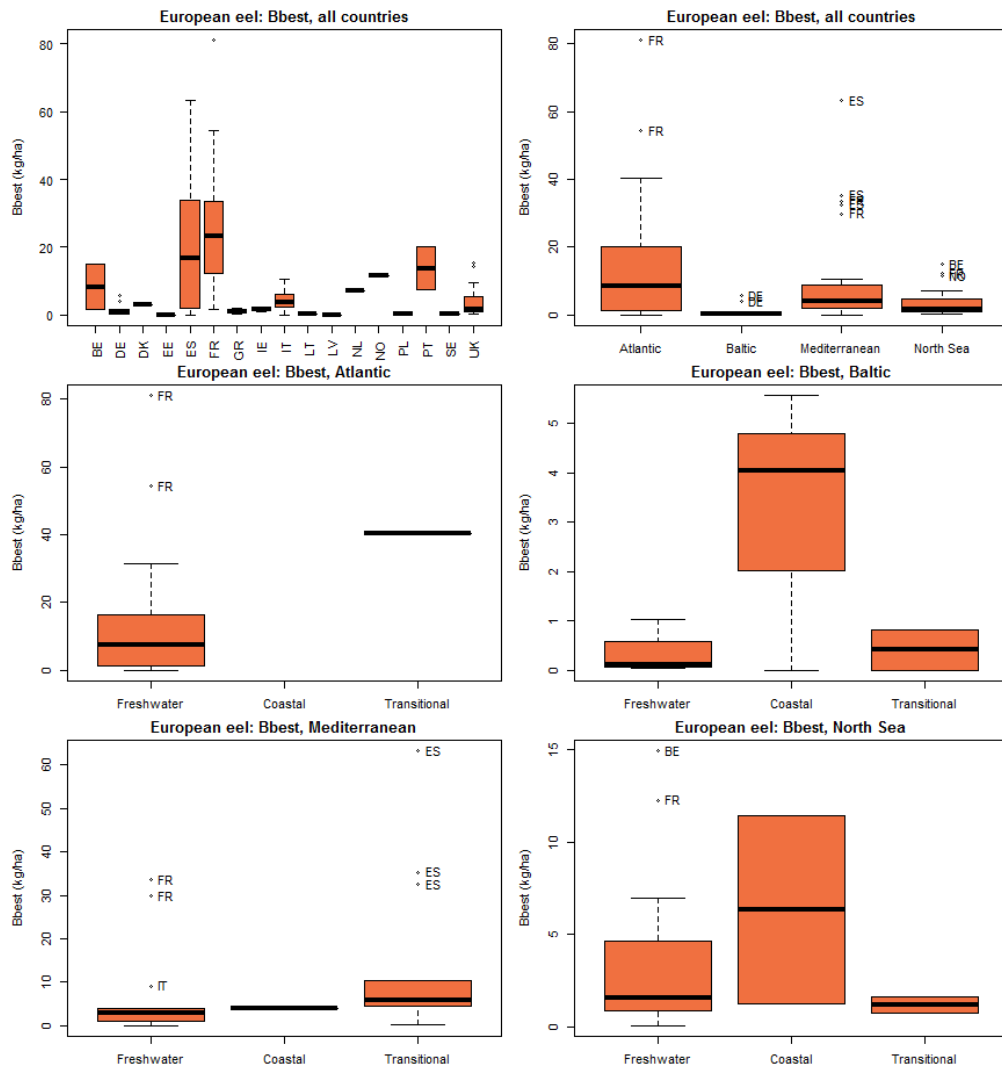 European eel: Bbest, all countries
Bbest (kg/ha)
80
60
40
20
0
BE DE DK EE ES FR GR IE IT LT LV NL NO PL PT SE UK
European eel: Bbest, all countries
Bbest (kg/ha)
80
60
40
20
0
FR
FR
DE
DE
ES
ES
ES
FR
BE
FR
NO
Atlantic Baltic Mediterranean North Sea
European eel: Bbest, Atlantic
Bbest (kg/ha)
80
60
40
20
0
FR
FR
Freshwater Coastal Transitional
European eel: Bbest, Baltic
Bbest (kg/ha)
5
4
3
2
1
0
Freshwater Coastal Transitional
European eel: Bbest, Mediterranean
Bbest (kg/ha)
60
50
40
30
20
10
0
FR
FR
IT
ES
ES
ES
Freshwater Coastal Transitional
European eel: Bbest, North Sea
Bbest (kg/ha)
15
10
5
0
BE
FR
Freshwater Coastal Transitional